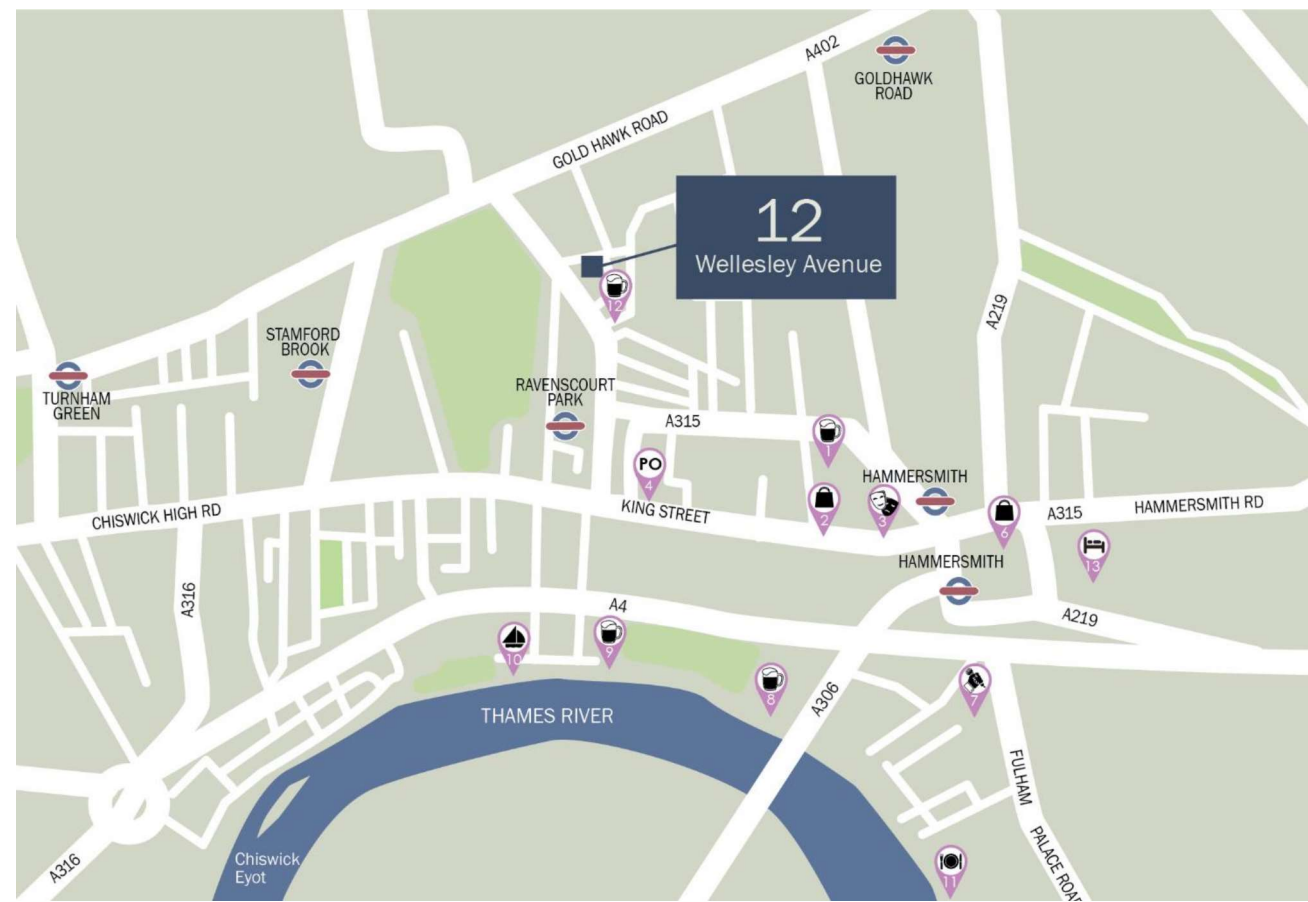 A402
GOLDHAWK
ROAD
GOLD HAWK ROAD
12
Wellesley Avenue
12
A219
STAMFORD
BROOK
TURNHAM
GREEN
RAVENSCOURT
PARK
A315
1
PO
4
HAMMERSMITH
2
3
6
KING STREET
CHISWICK HIGH RD
A315
HAMMERSMITH RD
13
HAMMERSMITH
A316
A4
A219
10
9
8
7
A306
THAMES RIVER
FULHAM
PALACE ROAD
Chiswick
Eyot
A316
11